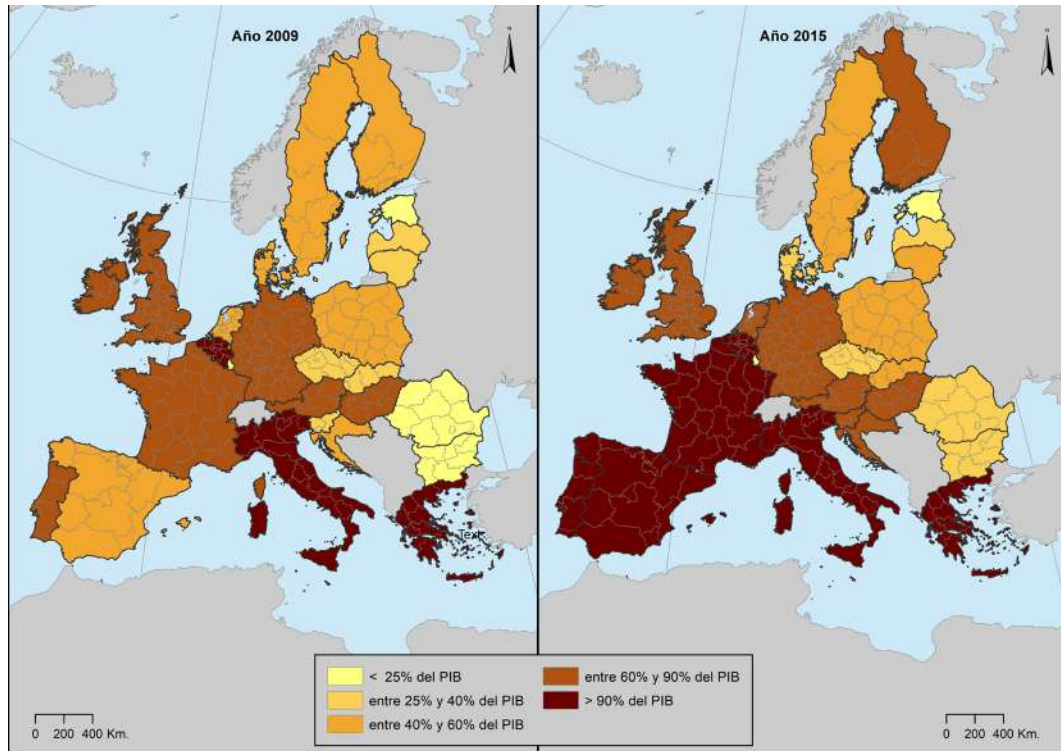 Año 2009
Año 2015
Text
< 25% del PIB
entre 25% y 40% del PIB
entre 40% y 60% del PIB
entre 60% y 90% del PIB
> 90% del PIB
0 200 400 Km.
0 200 400 Km.